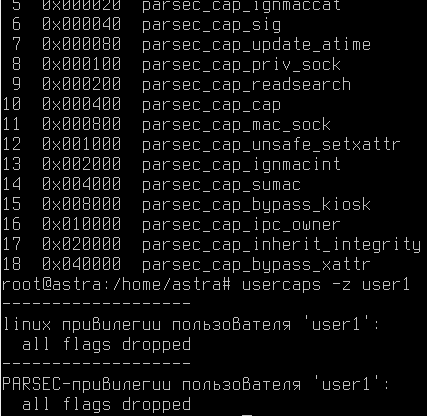 5 0x000020 parsec_cap_ignmaccat
6 0x000040 parsec_cap_sig
7 0x000080 parsec_cap_update_atime
8 0x000100 parsec_cap_priv_sock
9 0x000200 parsec_cap_readsearch
10 0x000400 parsec_cap_cap
11 0x000800 parsec_cap_mac_sock
12 0x001000 parsec_cap_unsafe_setxattr
13 0x002000 parsec_cap_ignmacint
14 0x004000 parsec_cap_sumac
15 0x008000 parsec_cap_bypass_kiosk
16 0x010000 parsec_cap_ipc_owner
17 0x020000 parsec_cap_inherit_integrity
18 0x040000 parsec_cap_bypass_xattr
root@astra:/home/astra# usercaps -z user1
-------------------
linux привилегии пользователя 'user1':
all flags dropped
-------------------
PARSEC-привилегии пользователя 'user1':
all flags dropped